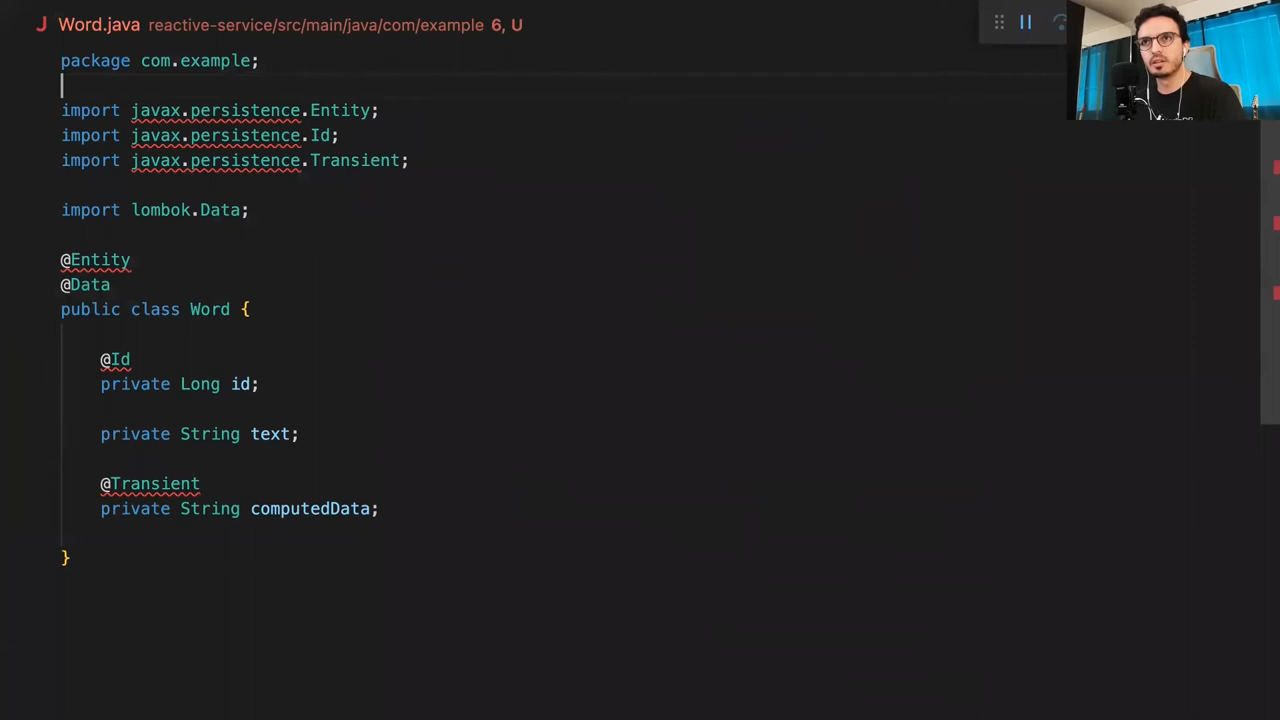 J Word.java reactive-service/src/main/java/com/example 6, U
package com.example;
import javax.persistence.Entity;
import javax.persistence.Id;
import javax.persistence.Transient;
import lombok.Data;
@Entity
@Data
public class Word {
@Id
private Long id;
private String text;
@Transient
private String computedData;
}